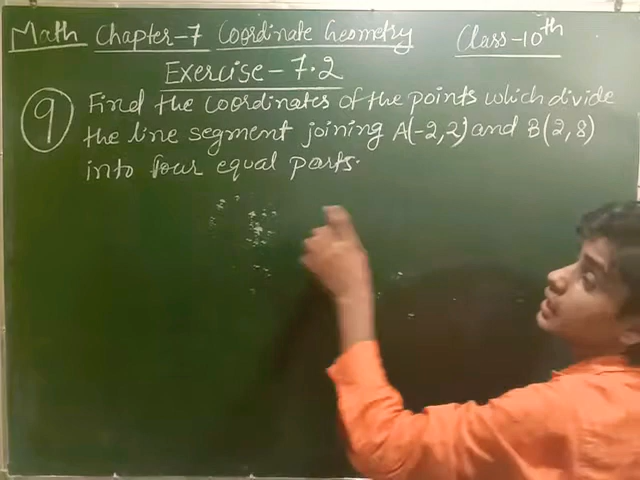 Math Chapter-7 Coordinate Geometry Class-10th
Exercise-7.2
9 Find the coordinates of the points which divide
the line segment joining A(-2,2) and B(2,8)
into four equal parts.